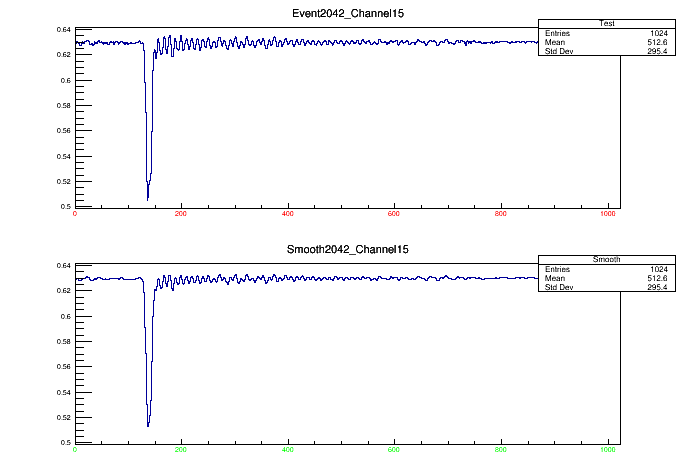 Event2042_Channel15
Test
Entries 1024
Mean 512.6
Std Dev 295.4
0.64
0.62
0.6
0.58
0.56
0.54
0.52
0.5
0 200 400 600 800 1000
Smooth2042_Channel15
Smooth
Entries 1024
Mean 512.6
Std Dev 295.4
0.64
0.62
0.6
0.58
0.56
0.54
0.52
0.5
0 200 400 600 800 1000